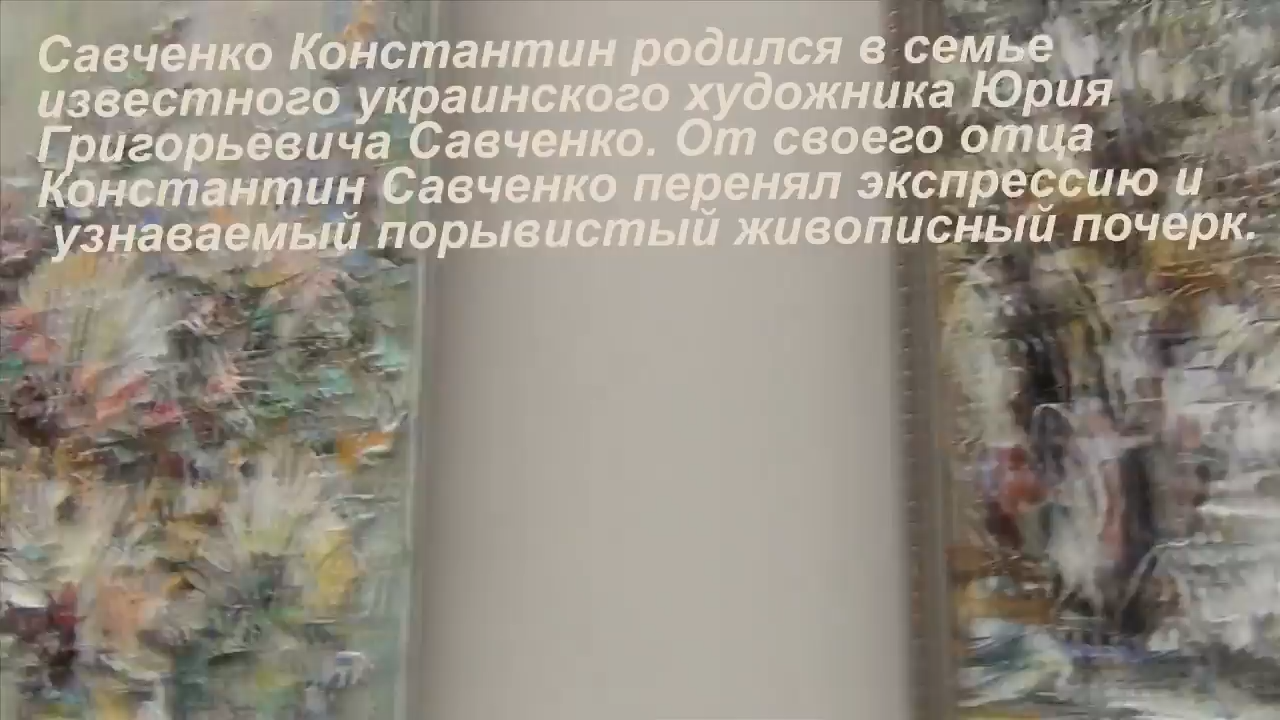 Савченко Константин родился в семье
известного украинского художника Юрия
Григорьевича Савченко. От своего отца
Константин Савченко перенял экспрессию и
узнаваемый порывистый живописный почерк.